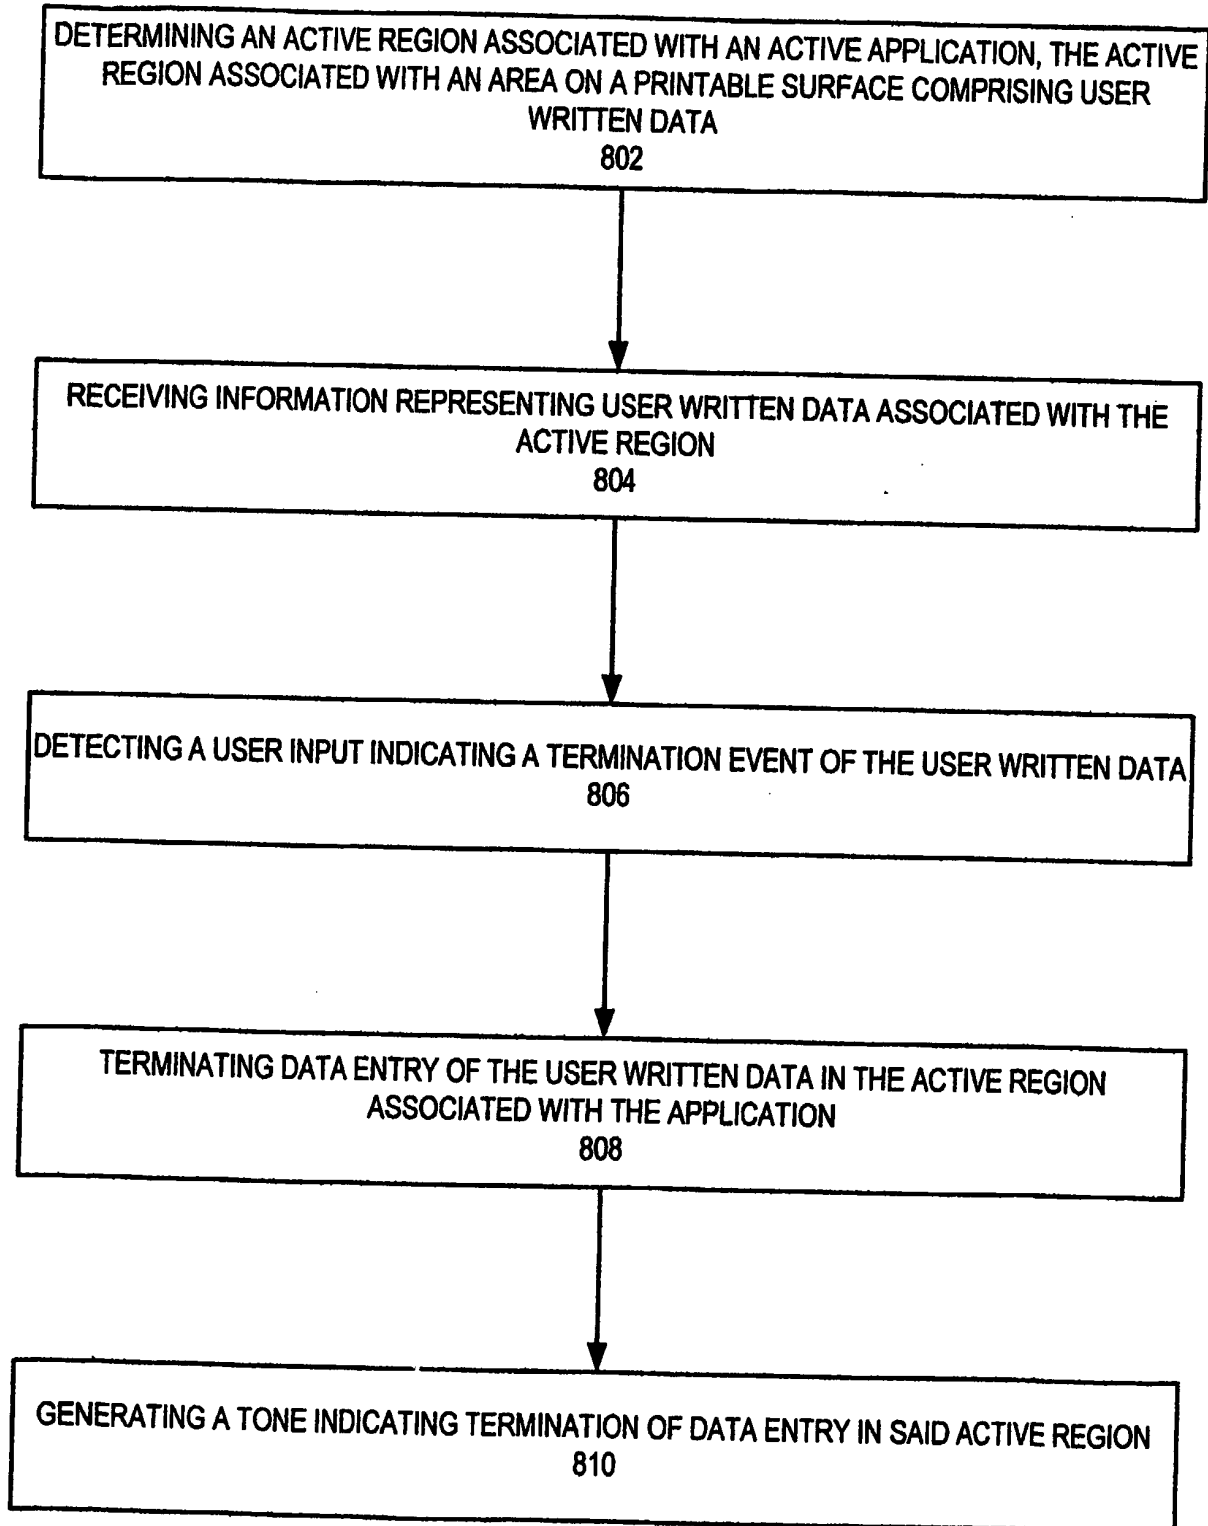 DETERMINING AN ACTIVE REGION ASSOCIATED WITH AN ACTIVE APPLICATION, THE ACTIVE
REGION ASSOCIATED WITH AN AREA ON A PRINTABLE SURFACE COMPRISING USER
WRITTEN DATA
802
RECEIVING INFORMATION REPRESENTING USER WRITTEN DATA ASSOCIATED WITH THE
ACTIVE REGION
804
DETECTING A USER INPUT INDICATING A TERMINATION EVENT OF THE USER WRITTEN DATA
806
TERMINATING DATA ENTRY OF THE USER WRITTEN DATA IN THE ACTIVE REGION
ASSOCIATED WITH THE APPLICATION
808
GENERATING A TONE INDICATING TERMINATION OF DATA ENTRY IN SAID ACTIVE REGION
810